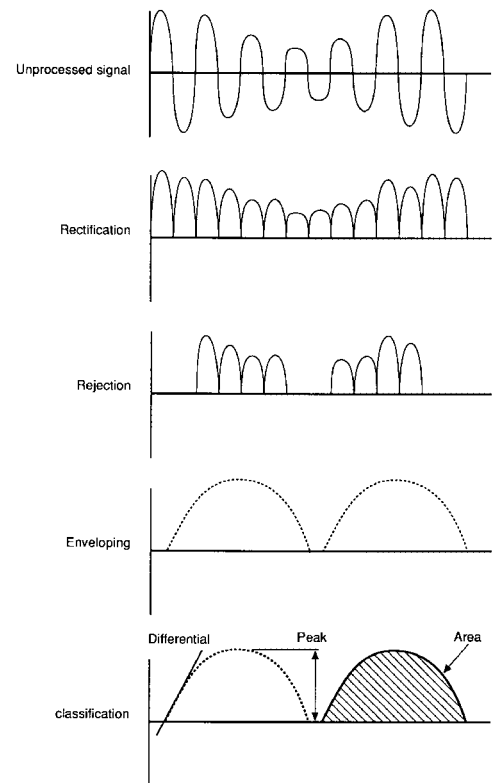 Unprocessed signal
Rectification
Rejection
Enveloping
Differential
Peak
Area
classification